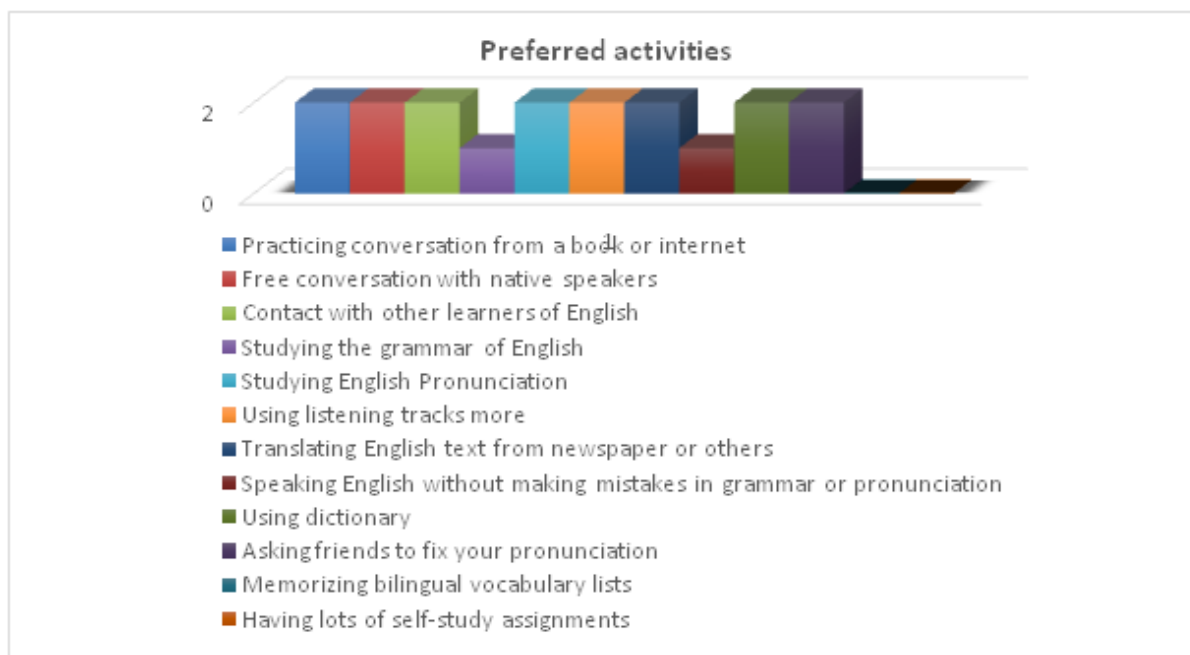 Preferred activities
2
0
1
Practicing conversation from a book or internet
Free conversation with native speakers
Contact with other learners of English
Studying the grammar of English
Studying English Pronunciation
Using listening tracks more
Translating English text from newspaper or others
Speaking English without making mistakes in grammar or pronunciation
Using dictionary
Asking friends to fix your pronunciation
Memorizing bilingual vocabulary lists
Having lots of self-study assignments